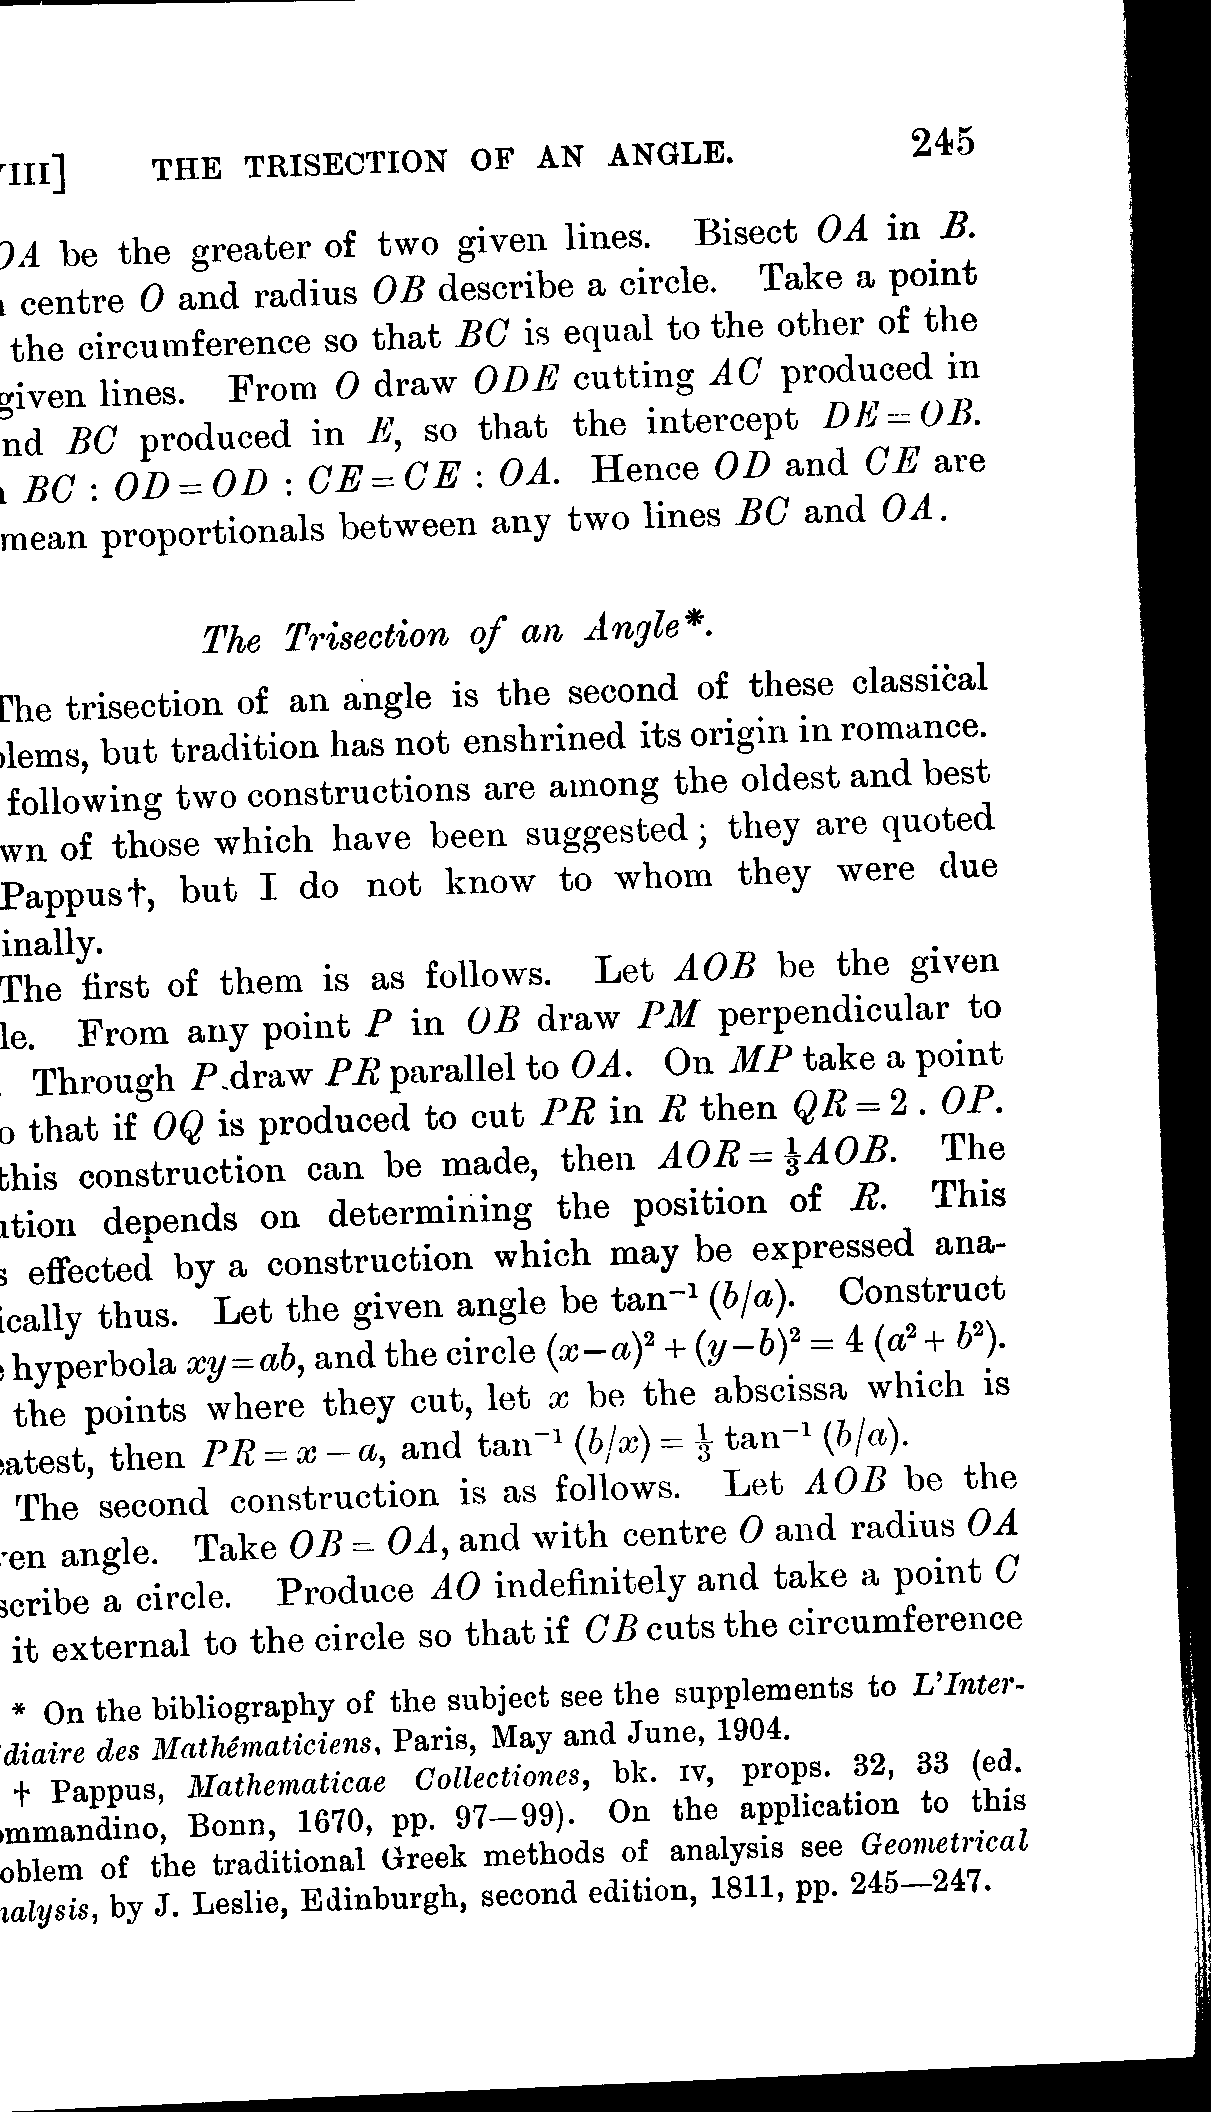 VIII] THE TRISECTION OF AN ANGLE. 245
OA be the greater of two given lines. Bisect OA in B.
centre O and radius OB describe a circle. Take a point
the circumference so that BC is equal to the other of the
given lines. From O draw ODE cutting AC produced in
nd BC produced in E, so that the intercept DE = OB.
BC : OD = OD : CE = CE : OA. Hence OD and CE are
mean proportionals between any two lines BC and OA.
The Trisection of an Angle*.
The trisection of an angle is the second of these classical
lems, but tradition has not enshrined its origin in romance.
following two constructions are among the oldest and best
wn of those which have been suggested; they are quoted
Pappus†, but I do not know to whom they were due
inally.
The first of them is as follows. Let AOB be the given
le. From any point P in OB draw PM perpendicular to
Through P draw PR parallel to OA. On MP take a point
o that if OQ is produced to cut PR in R then QR = 2 . OP.
this construction can be made, then AOR = ⅓AOB. The
ution depends on determining the position of R. This
s effected by a construction which may be expressed ana-
ically thus. Let the given angle be tan⁻¹ (b/a). Construct
hyperbola xy = ab, and the circle (x−a)² + (y−b)² = 4 (a² + b²).
the points where they cut, let x be the abscissa which is
eatest, then PR = x − a, and tan⁻¹ (b/x) = ⅓ tan⁻¹ (b/a).
The second construction is as follows. Let AOB be the
en angle. Take OB = OA, and with centre O and radius OA
scribe a circle. Produce AO indefinitely and take a point C
it external to the circle so that if CB cuts the circumference
* On the bibliography of the subject see the supplements to L'Inter-
diaire des Mathématiciens, Paris, May and June, 1904.
† Pappus, Mathematicae Collectiones, bk. IV, props. 32, 33 (ed.
ommandino, Bonn, 1670, pp. 97—99). On the application to this
oblem of the traditional Greek methods of analysis see Geometrical
nalysis, by J. Leslie, Edinburgh, second edition, 1811, pp. 245—247.